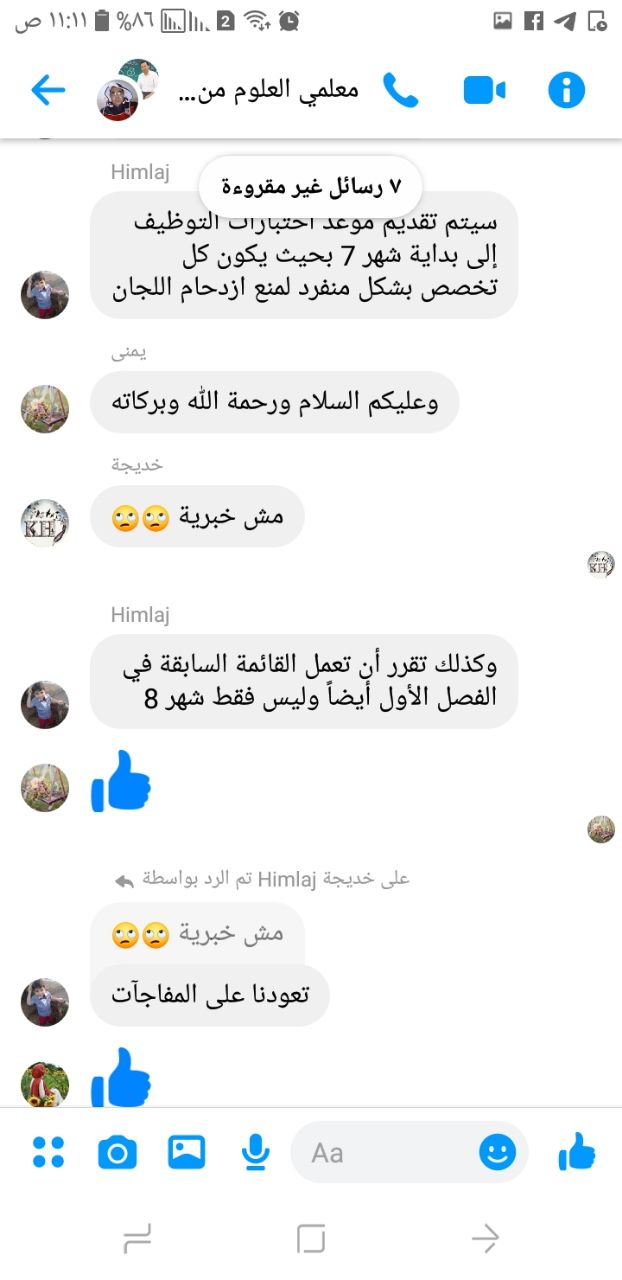 ١١:١١ ص
%٨٦
2
معلمي العلوم من...
٧ رسائل غير مقروءة
Himlaj
سيتم تقديم موعد اختبارات التوظيف
إلى بداية شهر 7 بحيث يكون كل
تخصص بشكل منفرد لمنع ازدحام اللجان
يمنى
وعليكم السلام ورحمة الله وبركاته
خديجة
مش خبرية 🙄🙄
KH
KH
Himlaj
وكذلك تقرر أن تعمل القائمة السابقة في
الفصل الأول أيضاً وليس فقط شهر 8
على خديجة Himlaj تم الرد بواسطة
مش خبرية 🙄🙄
تعودنا على المفاجآت
Aa